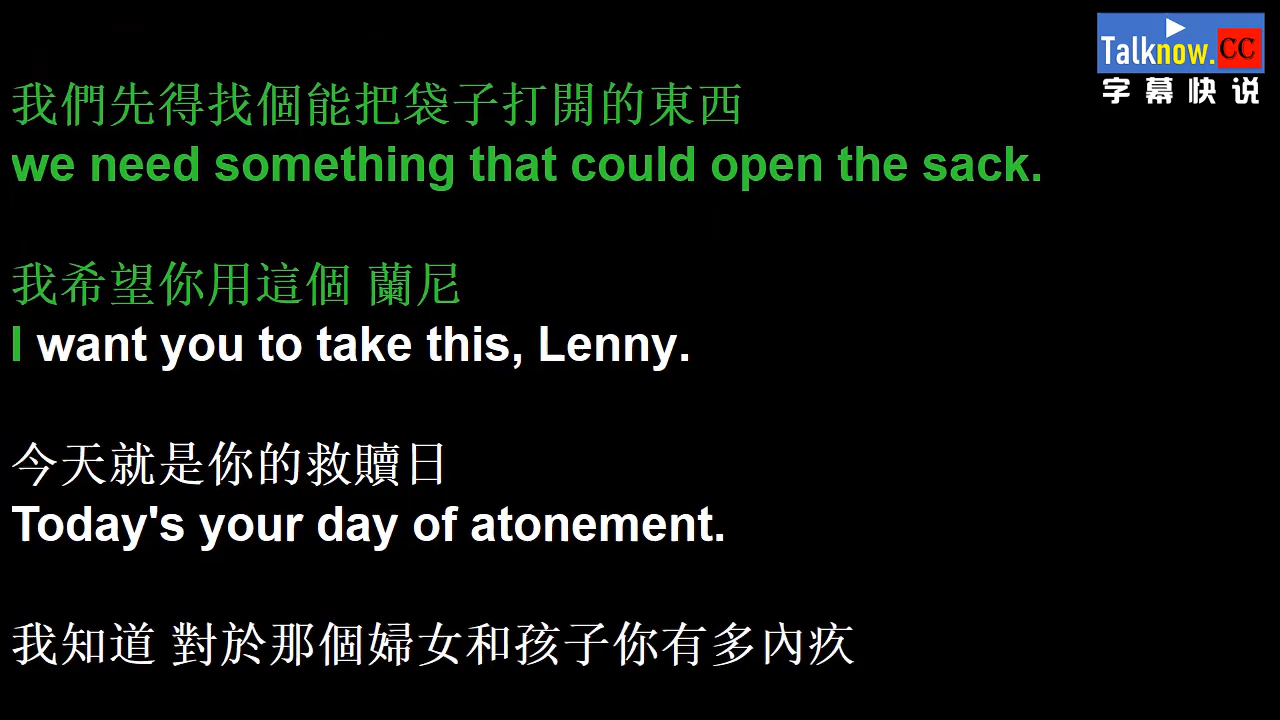 Talknow.CC
字幕快说
我們先得找個能把袋子打開的東西
we need something that could open the sack.
我希望你用這個 蘭尼
I want you to take this, Lenny.
今天就是你的救贖日
Today's your day of atonement.
我知道 對於那個婦女和孩子你有多內疚